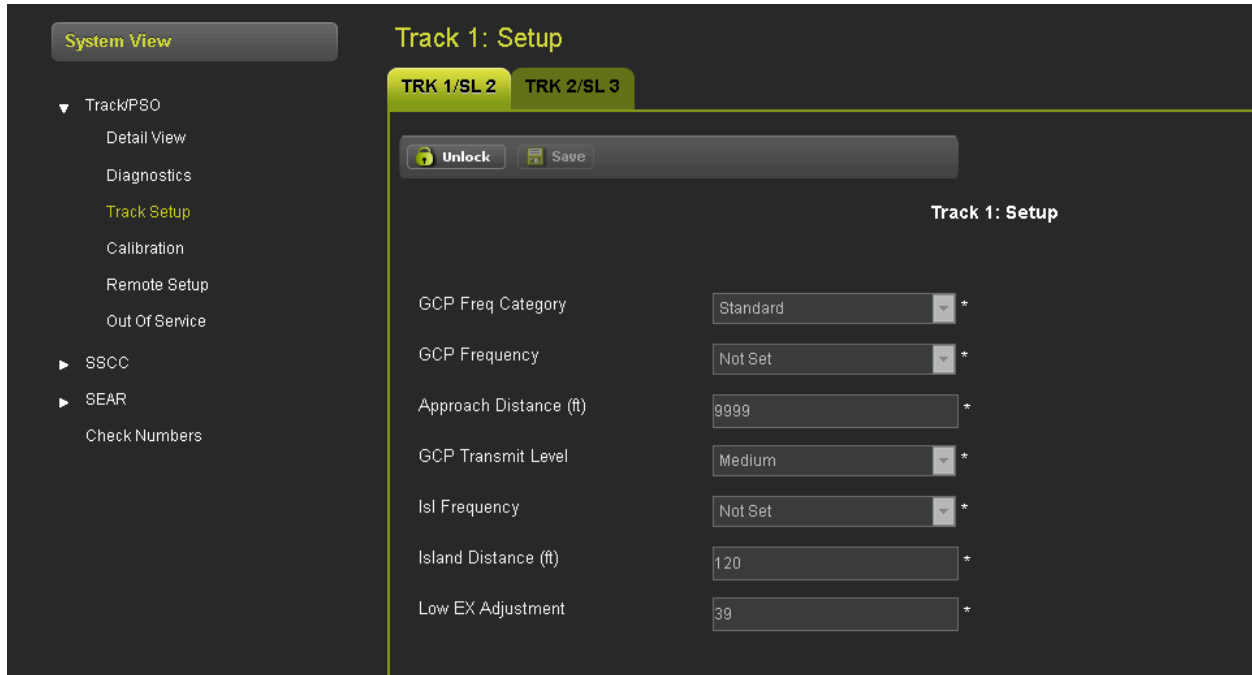 System View
Track/PSO
Detail View
Diagnostics
Track Setup
Calibration
Remote Setup
Out Of Service
SSCC
SEAR
Check Numbers
Track 1: Setup
TRK 1/SL 2 TRK 2/SL 3
Unlock Save
Track 1: Setup
GCP Freq Category Standard *
GCP Frequency Not Set *
Approach Distance (ft) 9999 *
GCP Transmit Level Medium *
Isl Frequency Not Set *
Island Distance (ft) 120 *
Low EX Adjustment 39 *